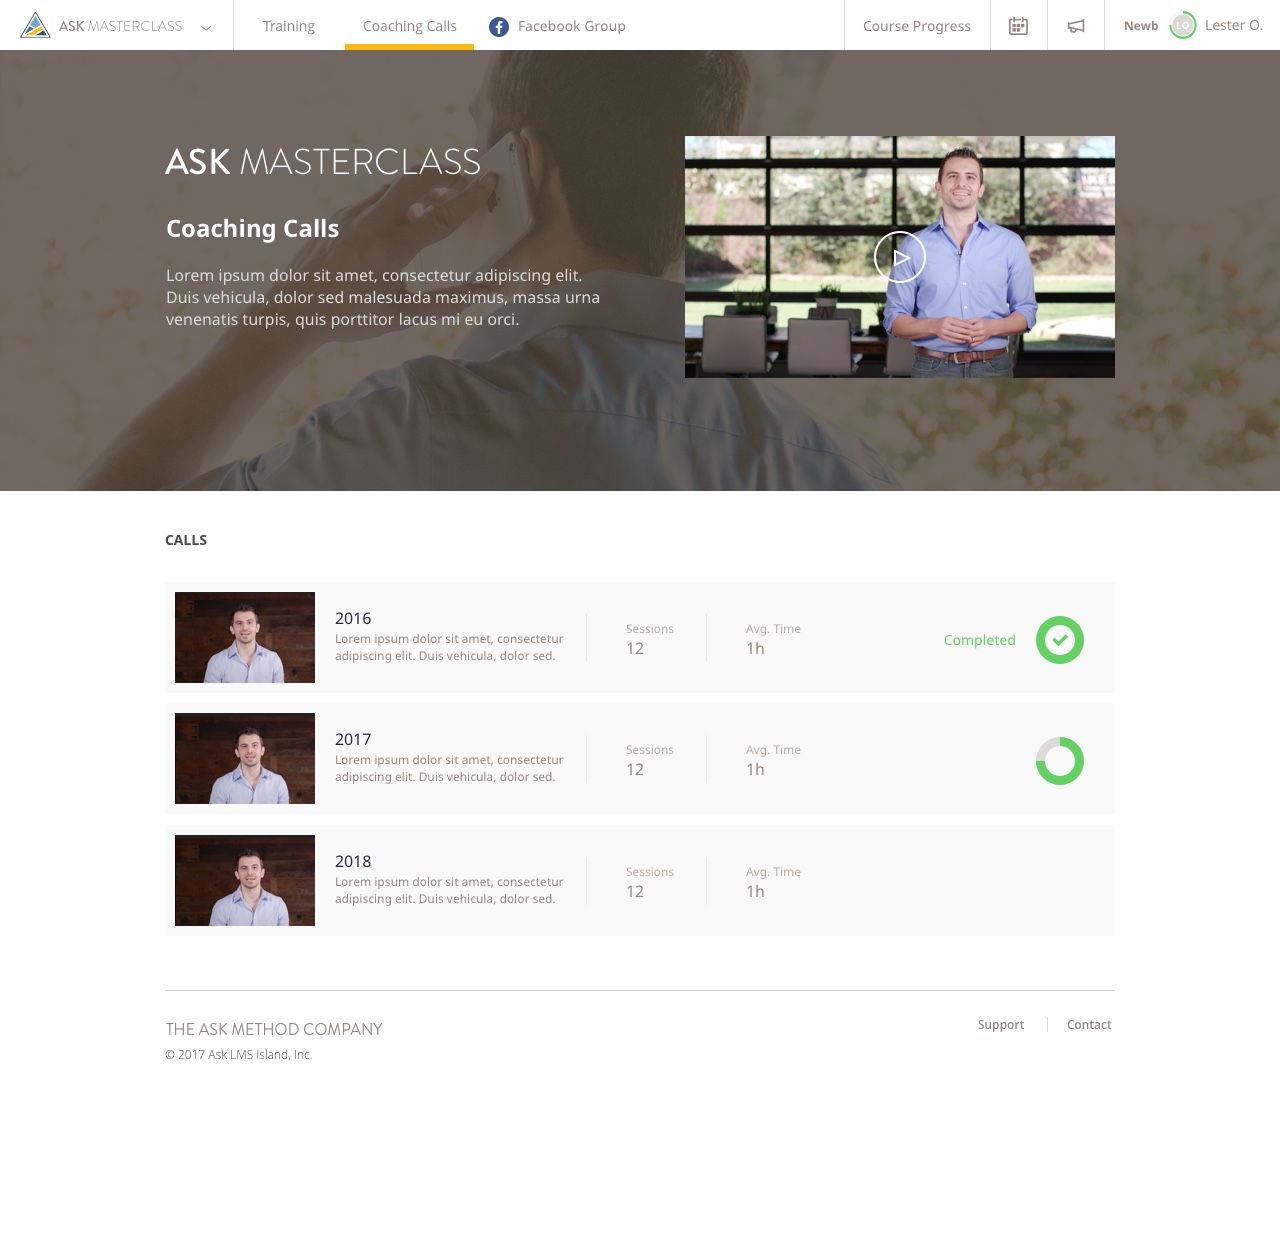 ASK MASTERCLASS
Training
Coaching Calls
Facebook Group
Course Progress
Newb
LO
Lester O.
ASK MASTERCLASS
Coaching Calls
Lorem ipsum dolor sit amet, consectetur adipiscing elit.
Duis vehicula, dolor sed malesuada maximus, massa urna
venenatis turpis, quis porttitor lacus mi eu orci.
CALLS
2016
Lorem ipsum dolor sit amet, consectetur
adipiscing elit. Duis vehicula, dolor sed.
Sessions
12
Avg. Time
1h
Completed
2017
Lorem ipsum dolor sit amet, consectetur
adipiscing elit. Duis vehicula, dolor sed.
Sessions
12
Avg. Time
1h
2018
Lorem ipsum dolor sit amet, consectetur
adipiscing elit. Duis vehicula, dolor sed.
Sessions
12
Avg. Time
1h
THE ASK METHOD COMPANY
© 2017 Ask LMS Island, Inc.
Support
Contact